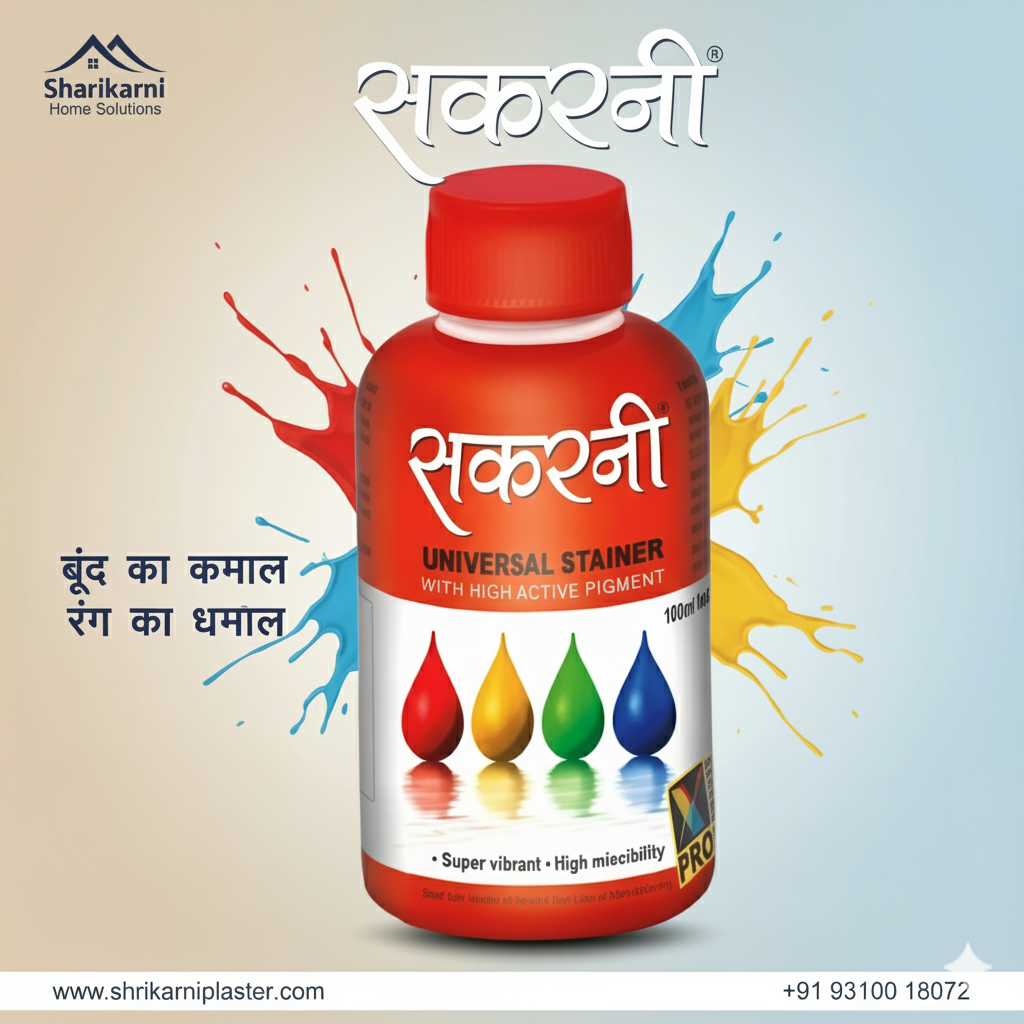 Sharikarni
Home Solutions
सकरनी®
सकरनी®
UNIVERSAL STAINER
WITH HIGH ACTIVE PIGMENT
100ml
बूंद का कमाल
रंग का धमाल
• Super vibrant • High miecibility
PRO
www.shrikarniplaster.com
+91 93100 18072